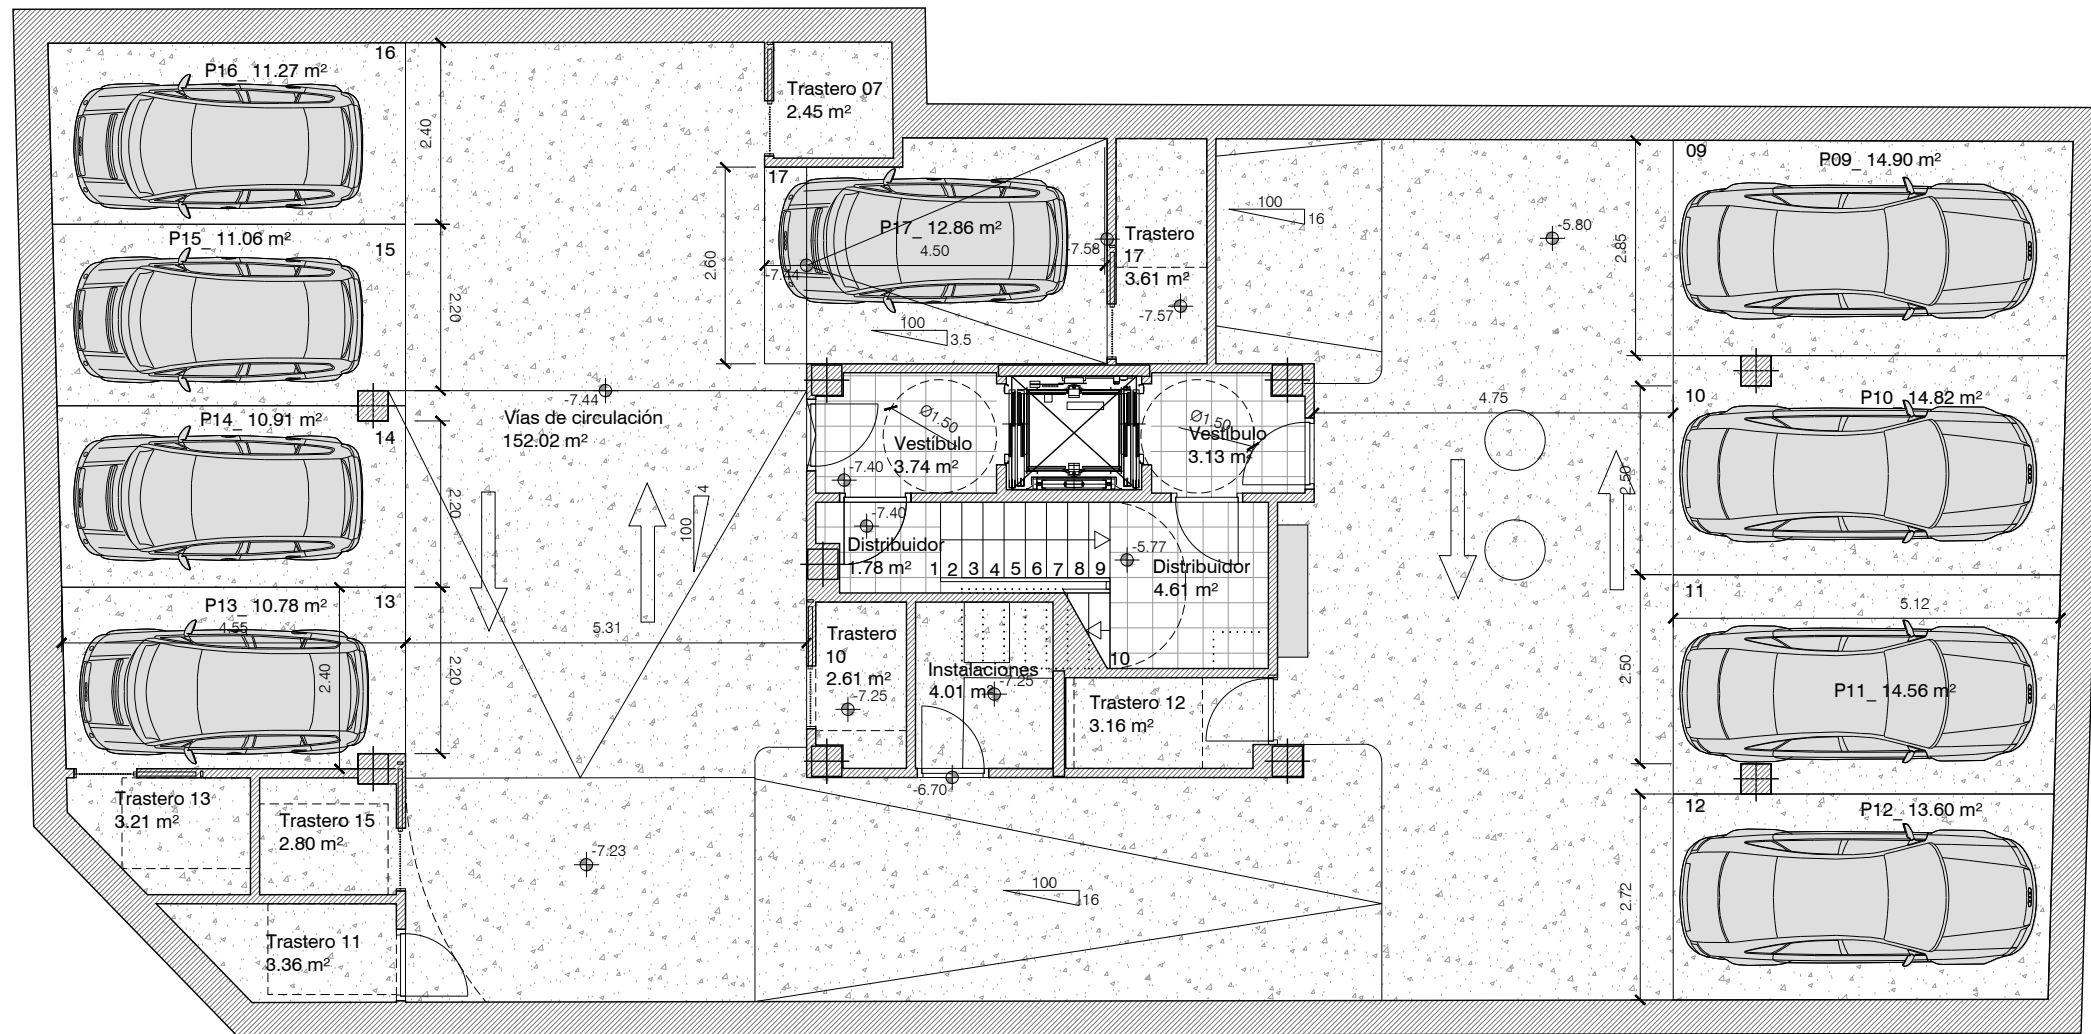 16
P16_ 11.27 m²
2.40
Trastero 07
2.45 m²
P15_ 11.06 m²
15
2.20
17
2.60
P17_ 12.86 m²
4.50
-7.44
-7.58
100
3.5
Trastero
17
3.61 m²
-7.57
100
16
-5.80
2.85
09
P09_ 14.90 m²
P14_ 10.91 m²
14
2.20
-7.44
Vías de circulación
152.02 m²
100
4
Ø1.50
Vestíbulo
3.74 m²
-7.40
Ø1.50
Vestíbulo
3.13 m²
4.75
10
P10_ 14.82 m²
2.50
-7.40
Distribuidor
1.78 m²
1 2 3 4 5 6 7 8 9
-5.77
Distribuidor
4.61 m²
10
P13_ 10.78 m²
13
4.55
2.40
2.20
5.31
Trastero
10
2.61 m²
-7.25
Instalaciones
4.01 m²
-7.25
Trastero 12
3.16 m²
11
5.12
2.50
P11_ 14.56 m²
-6.70
Trastero 13
3.21 m²
Trastero 15
2.80 m²
-7.23
100
16
12
P12_ 13.60 m²
2.72
Trastero 11
3.36 m²